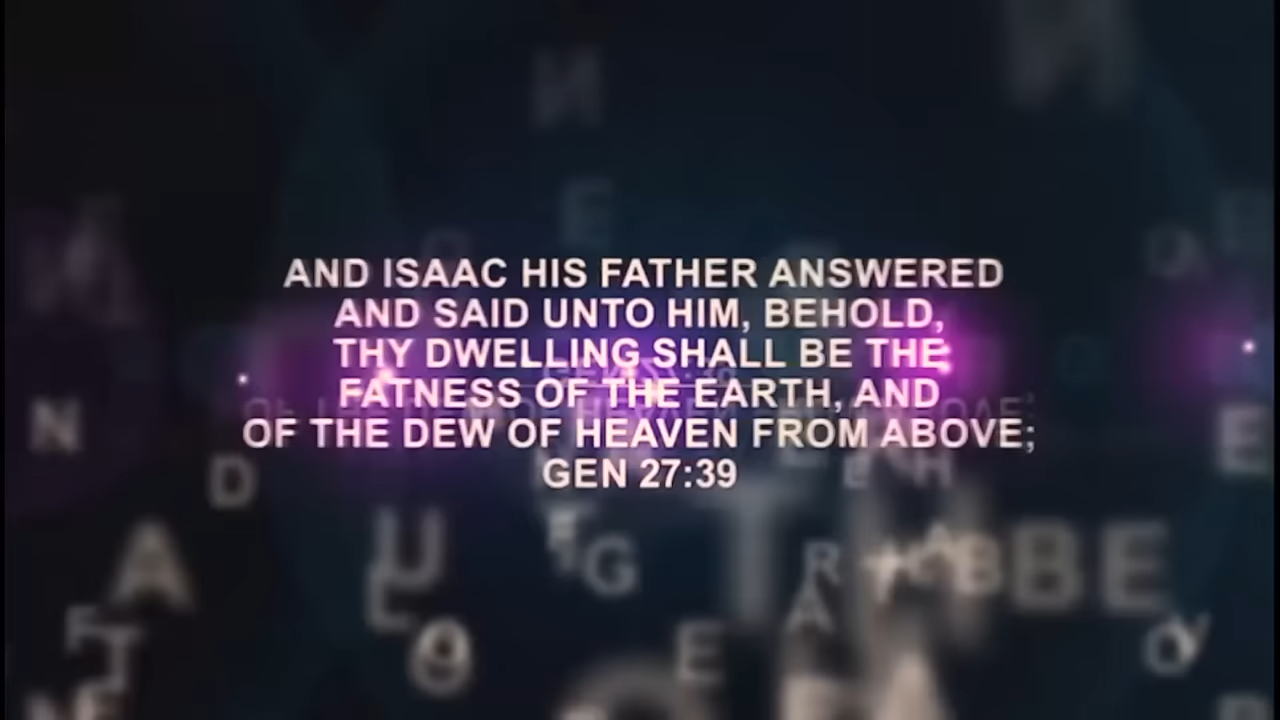 AND ISAAC HIS FATHER ANSWERED
AND SAID UNTO HIM, BEHOLD,
THY DWELLING SHALL BE THE
FATNESS OF THE EARTH, AND
OF THE DEW OF HEAVEN FROM ABOVE;
GEN 27:39